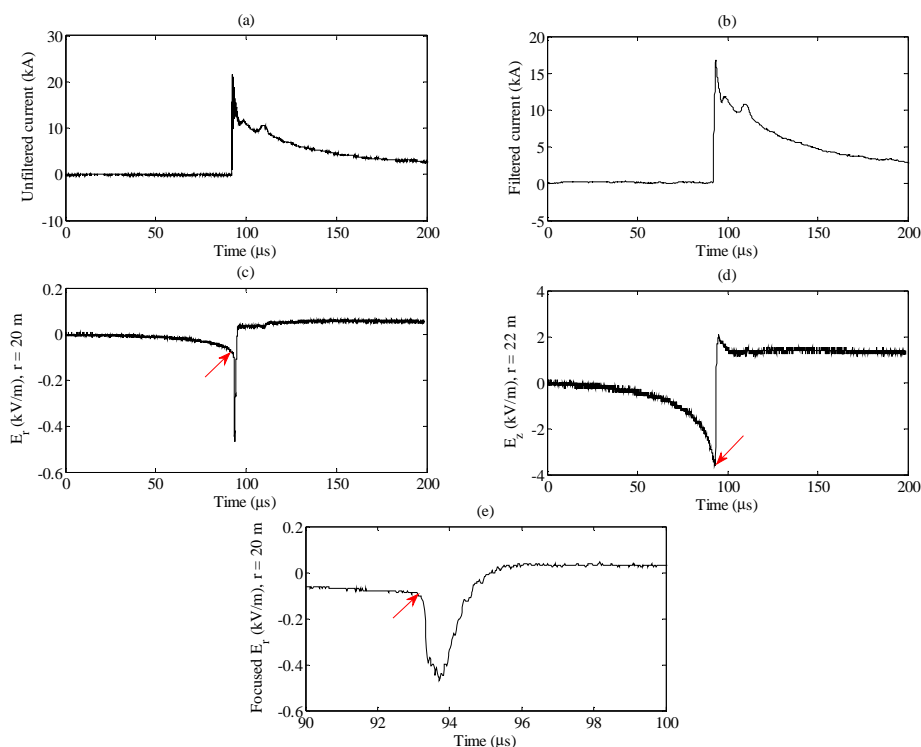 (a)
Unfiltered current (kA)
30
20
10
0
-10
0 50 100 150 200
Time (μs)
(b)
Filtered current (kA)
20
15
10
5
0
-5
0 50 100 150 200
Time (μs)
(c)
E_r (kV/m), r = 20 m
0.2
0
-0.2
-0.4
-0.6
0 50 100 150 200
Time (μs)
(d)
E_z (kV/m), r = 22 m
4
2
0
-2
-4
0 50 100 150 200
Time (μs)
(e)
Focused E_r (kV/m), r = 20 m
0.2
0
-0.2
-0.4
-0.6
90 92 94 96 98 100
Time (μs)